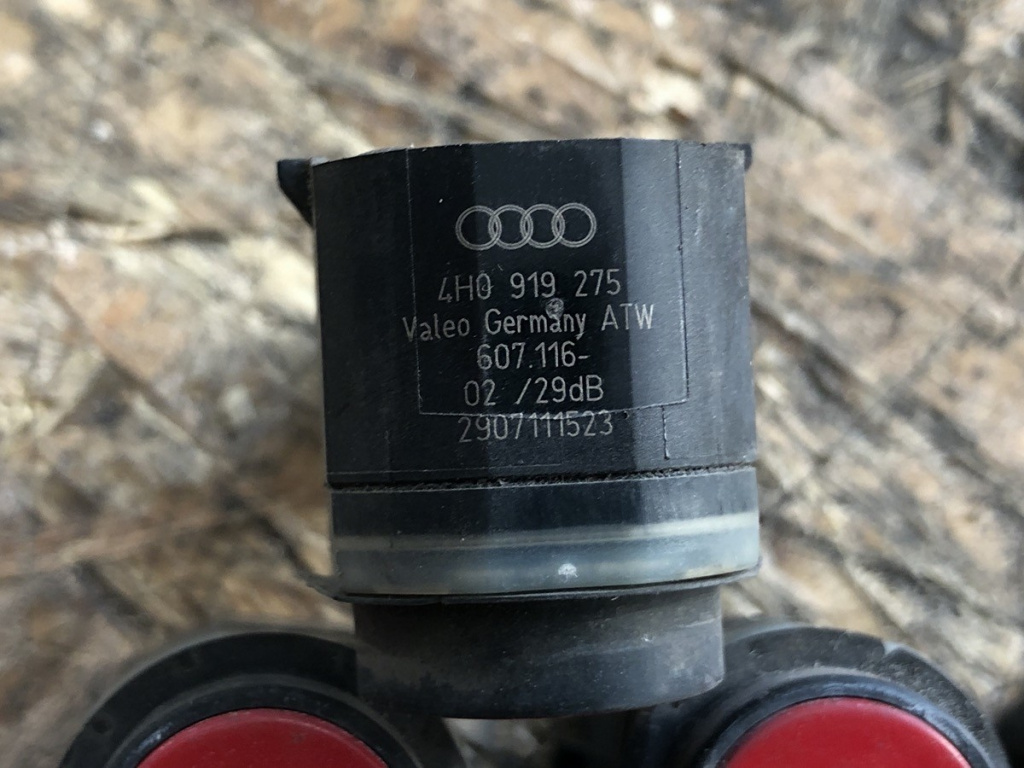 4H0 919 275
Valeo Germany ATW
607.116-
02 /29dB
2907111523